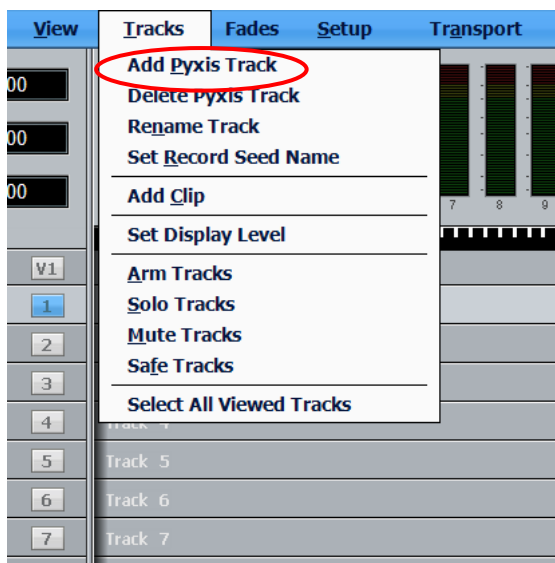 View Tracks Fades Setup Transport
Add Pyxis Track
00
Delete Pyxis Track
Rename Track
00
Set Record Seed Name
00
Add Clip
7 8 9
Set Display Level
V1
Arm Tracks
1
Solo Tracks
2
Mute Tracks
Safe Tracks
3
Select All Viewed Tracks
4 Track 4
5 Track 5
6 Track 6
7 Track 7